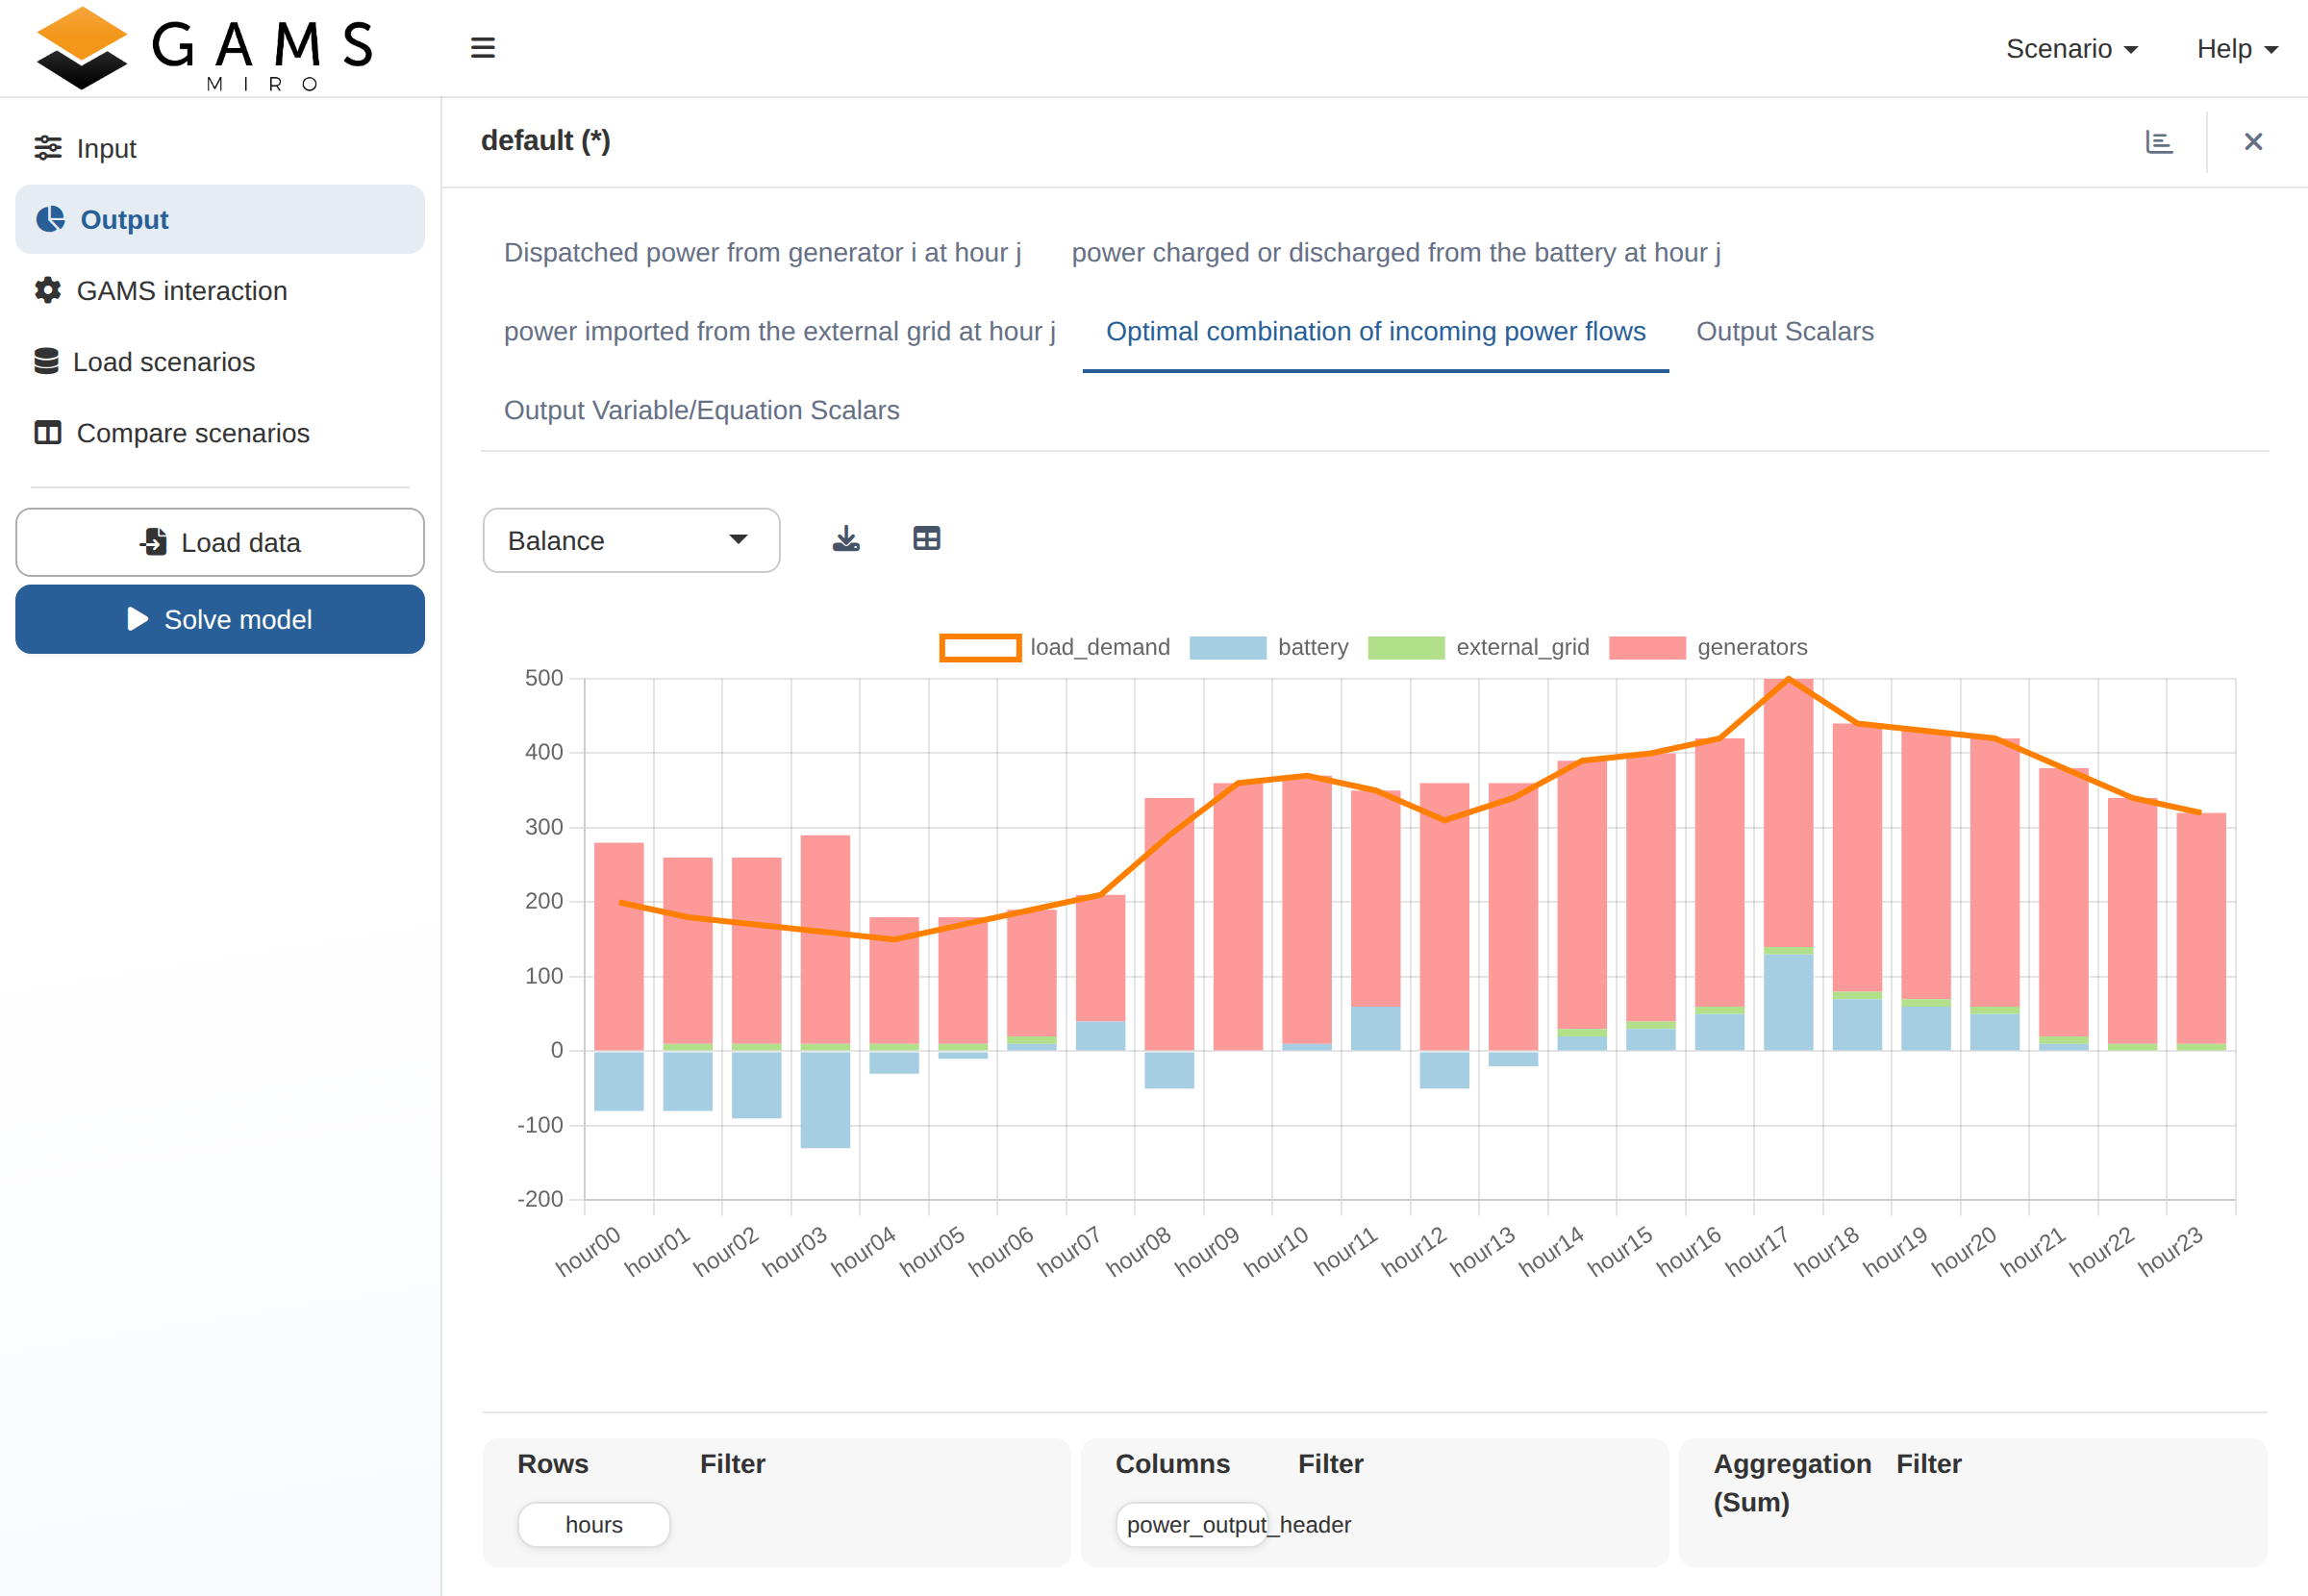 GAMS
MIRO
Scenario
Help
Input
Output
GAMS interaction
Load scenarios
Compare scenarios
Load data
Solve model
default (*)
Dispatched power from generator i at hour j
power charged or discharged from the battery at hour j
power imported from the external grid at hour j
Optimal combination of incoming power flows
Output Scalars
Output Variable/Equation Scalars
Balance
load_demand
battery
external_grid
generators
500
400
300
200
100
0
-100
-200
hour00
hour01
hour02
hour03
hour04
hour05
hour06
hour07
hour08
hour09
hour10
hour11
hour12
hour13
hour14
hour15
hour16
hour17
hour18
hour19
hour20
hour21
hour22
hour23
Rows
Filter
hours
Columns
Filter
power_output_header
Aggregation
(Sum)
Filter